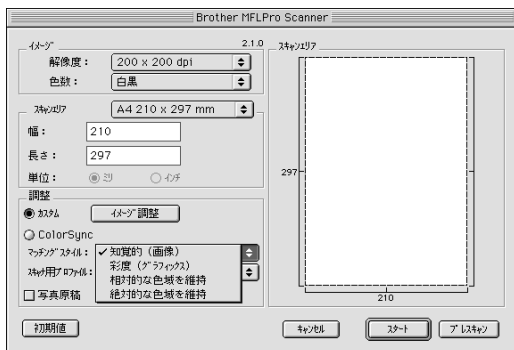 Brother MFLPro Scanner
2.1.0
イメージ
解像度： 200 x 200 dpi
色数： 白黒
スキャンエリア A4 210 x 297 mm
幅： 210
長さ： 297
単位： ミリ インチ
調整
カスタム イメージ調整
ColorSync
マッチングスタイル： ✓知覚的（画像）
彩度（グラフィックス）
スキャナ用プロファイル： 相対的な色域を維持
写真原稿 絶対的な色域を維持
初期値
スキャンエリア
297
210
キャンセル スタート プレスキャン